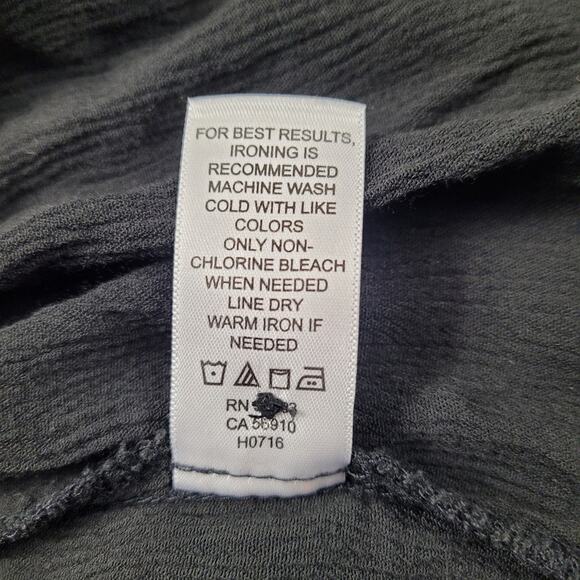 FOR BEST RESULTS,
IRONING IS
RECOMMENDED
MACHINE WASH
COLD WITH LIKE
COLORS
ONLY NON-
CHLORINE BLEACH
WHEN NEEDED
LINE DRY
WARM IRON IF
NEEDED
RN
CA 56910
H0716